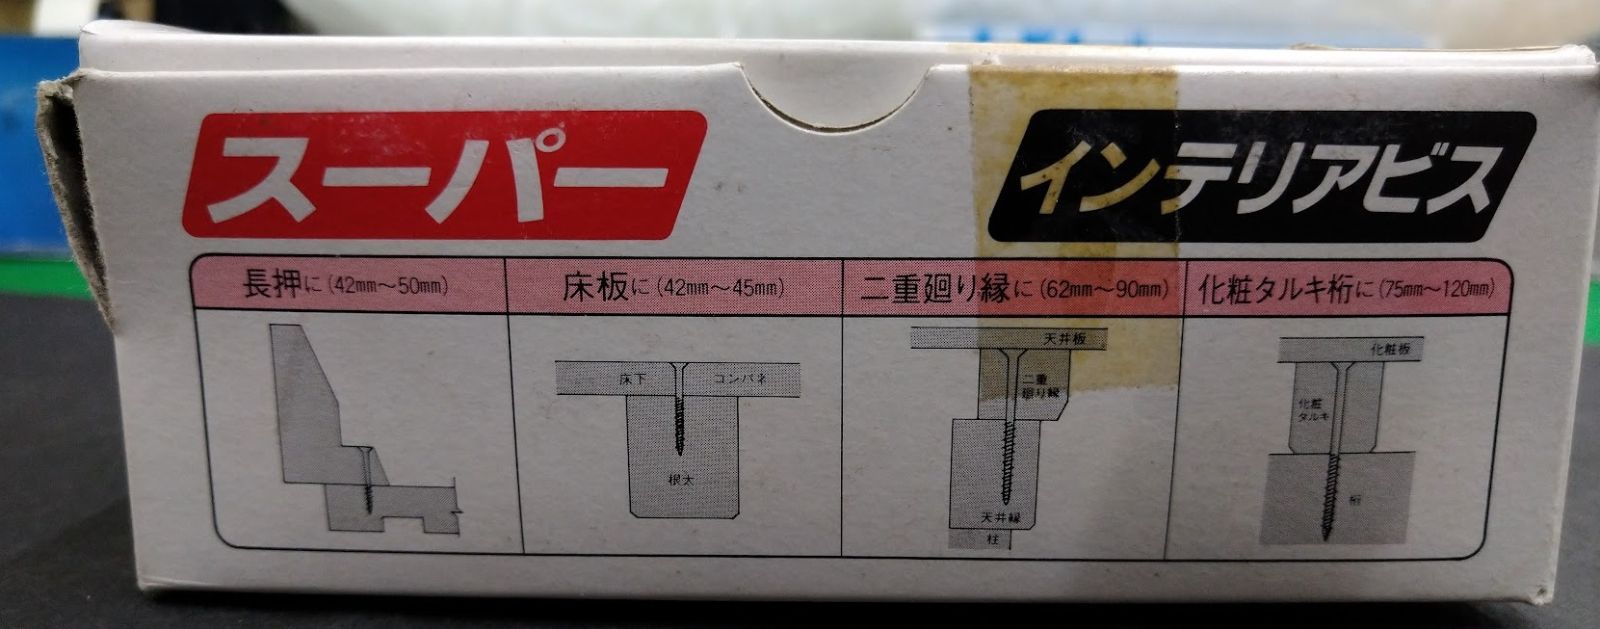 スーパー
インテリアビス
長押に(42mm～50mm)
床板に(42mm～45mm)
二重廻り縁に(62mm～90mm)
化粧タルキ桁に(75mm～120mm)
床下
コンパネ
根太
天井板
二重
廻り縁
天井縁
柱
化粧板
化粧
タルキ
桁